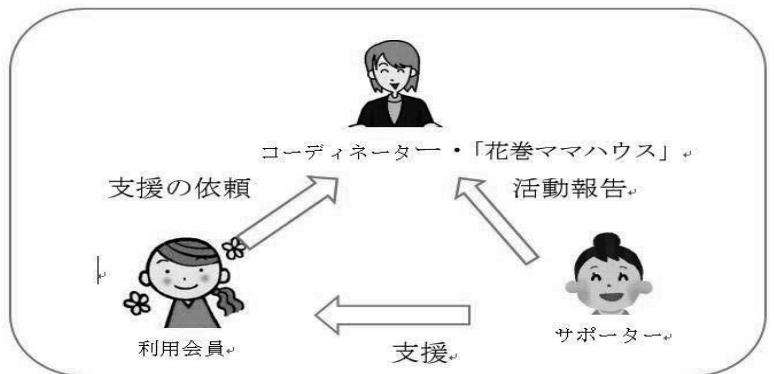 コーディネーター・「花巻ママハウス」
支援の依頼
活動報告
利用会員
サポーター
支援